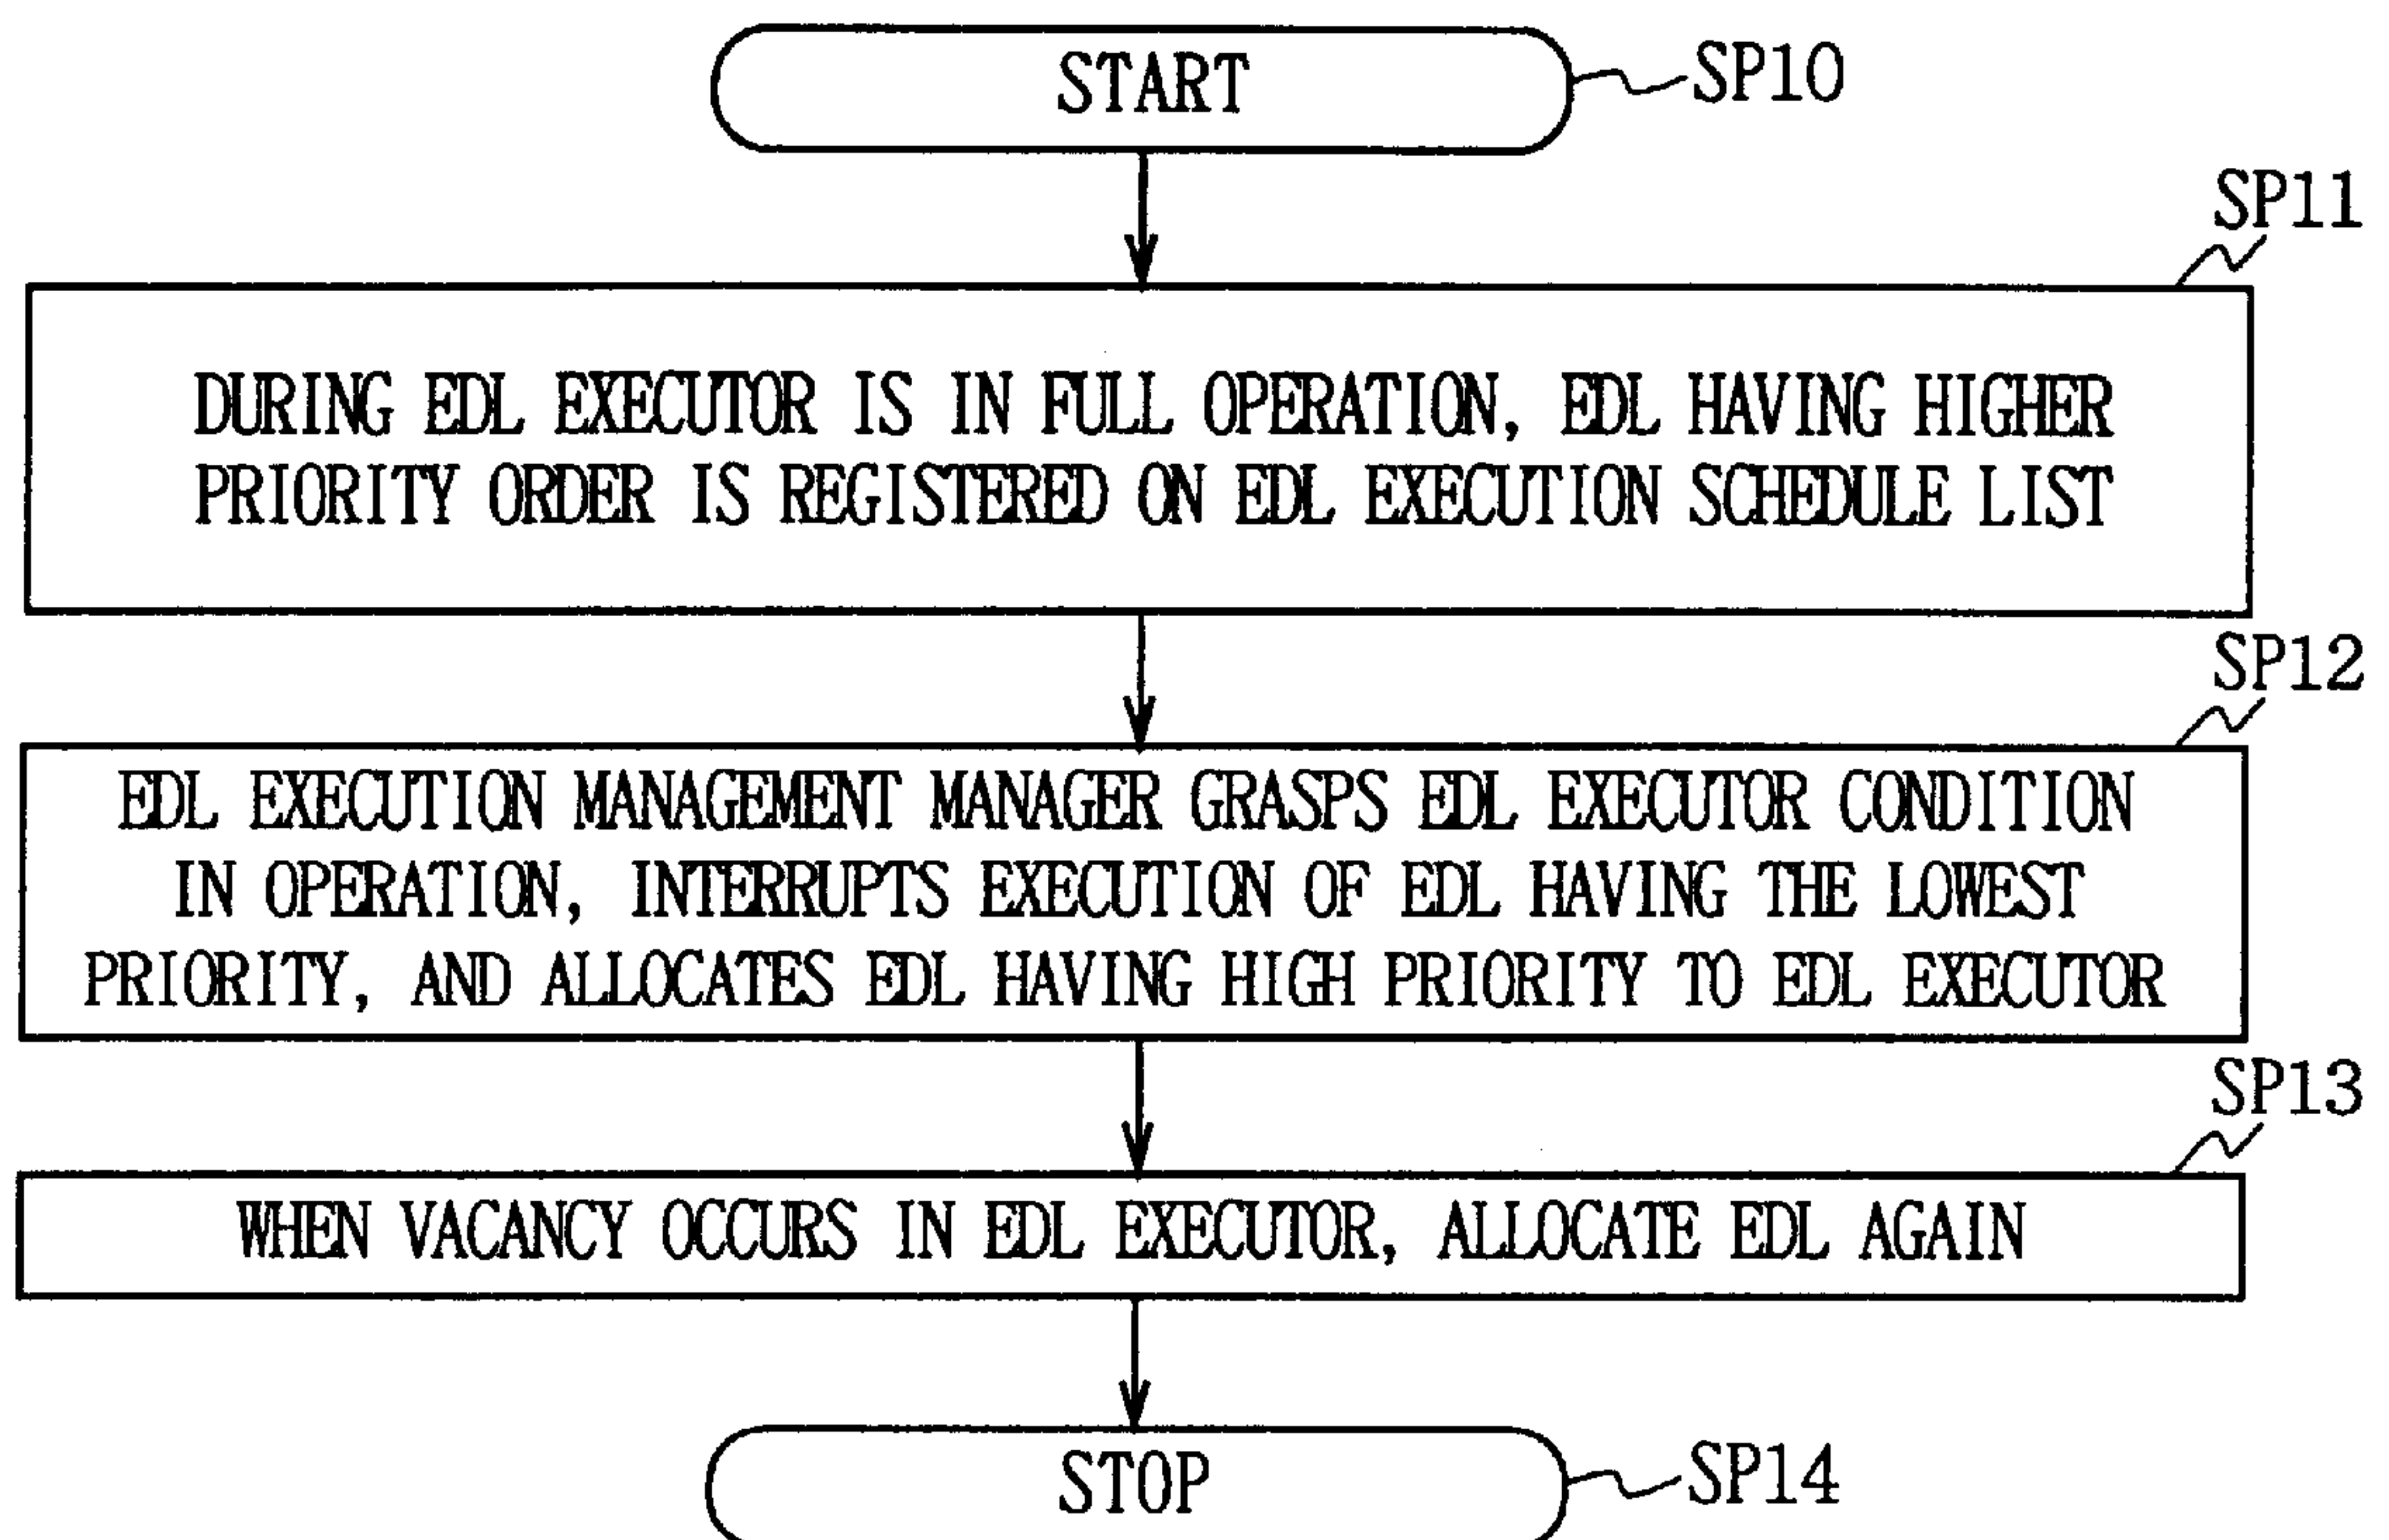 START
SP10
SP11
DURING EDL EXECUTOR IS IN FULL OPERATION, EDL HAVING HIGHER
PRIORITY ORDER IS REGISTERED ON EDL EXECUTION SCHEDULE LIST
SP12
EDL EXECUTION MANAGEMENT MANAGER GRASPS EDL EXECUTOR CONDITION
IN OPERATION, INTERRUPTS EXECUTION OF EDL HAVING THE LOWEST
PRIORITY, AND ALLOCATES EDL HAVING HIGH PRIORITY TO EDL EXECUTOR
SP13
WHEN VACANCY OCCURS IN EDL EXECUTOR, ALLOCATE EDL AGAIN
STOP
SP14